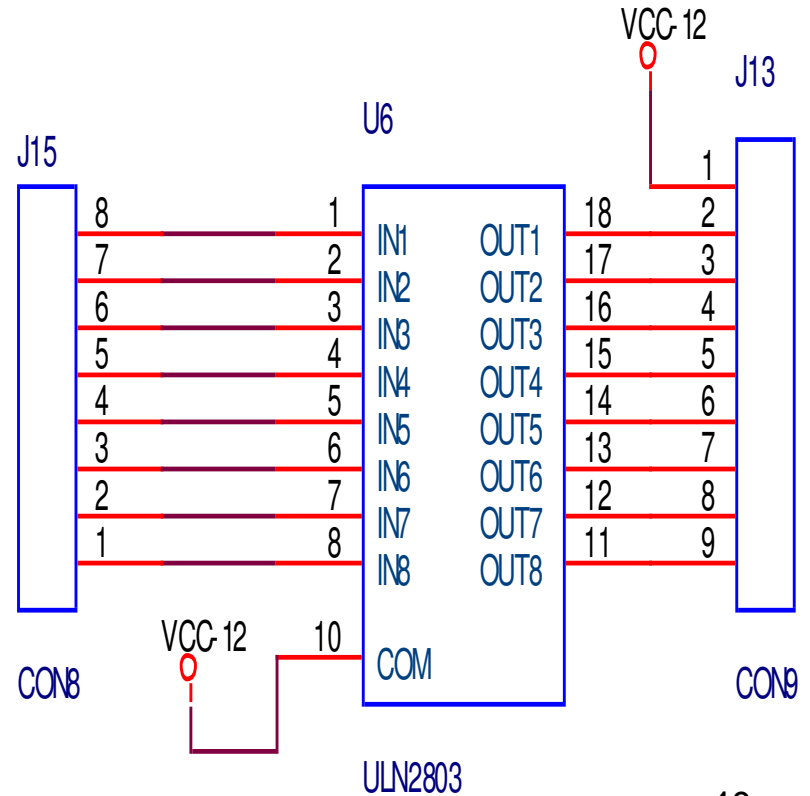 VCC-12
J13
U6
J15
1
8 1 IN1 OUT1 18 2
7 2 IN2 OUT2 17 3
6 3 IN3 OUT3 16 4
5 4 IN4 OUT4 15 5
4 5 IN5 OUT5 14 6
3 6 IN6 OUT6 13 7
2 7 IN7 OUT7 12 8
1 8 IN8 OUT8 11 9
VCC-12 10 COM
CON8 CON9
ULN2803